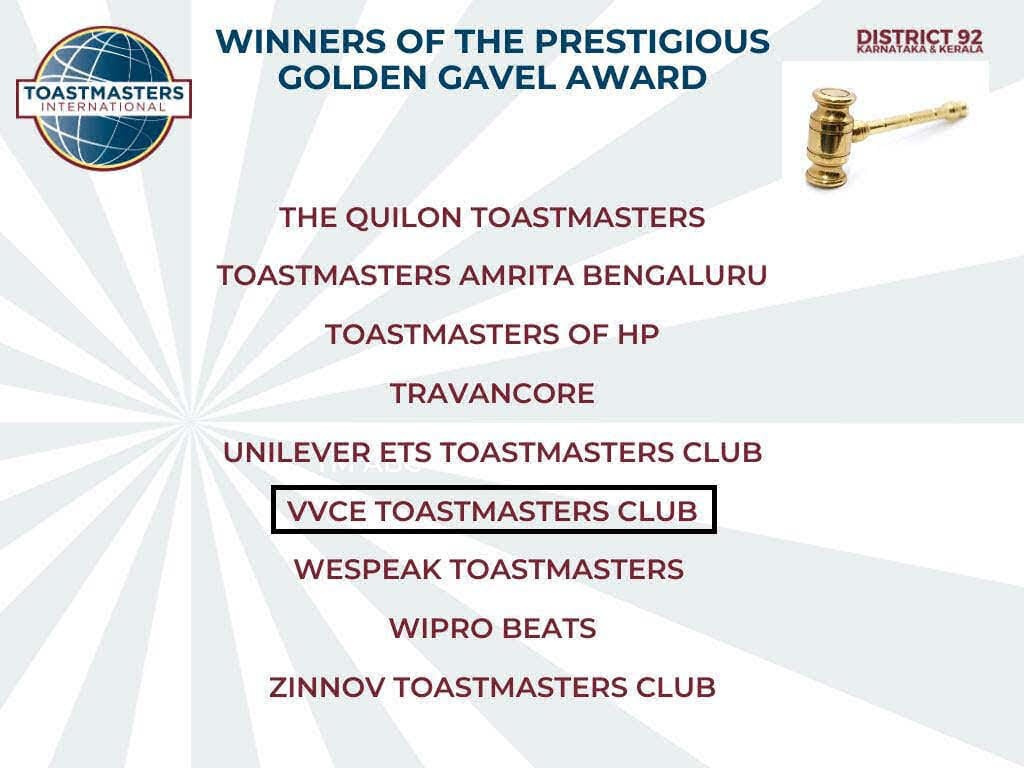 TOASTMASTERS
INTERNATIONAL
WINNERS OF THE PRESTIGIOUS
GOLDEN GAVEL AWARD
DISTRICT 92
KARNATAKA & KERALA
THE QUILON TOASTMASTERS
TOASTMASTERS AMRITA BENGALURU
TOASTMASTERS OF HP
TRAVANCORE
UNILEVER ETS TOASTMASTERS CLUB
VVCE TOASTMASTERS CLUB
WESPEAK TOASTMASTERS
WIPRO BEATS
ZINNOV TOASTMASTERS CLUB